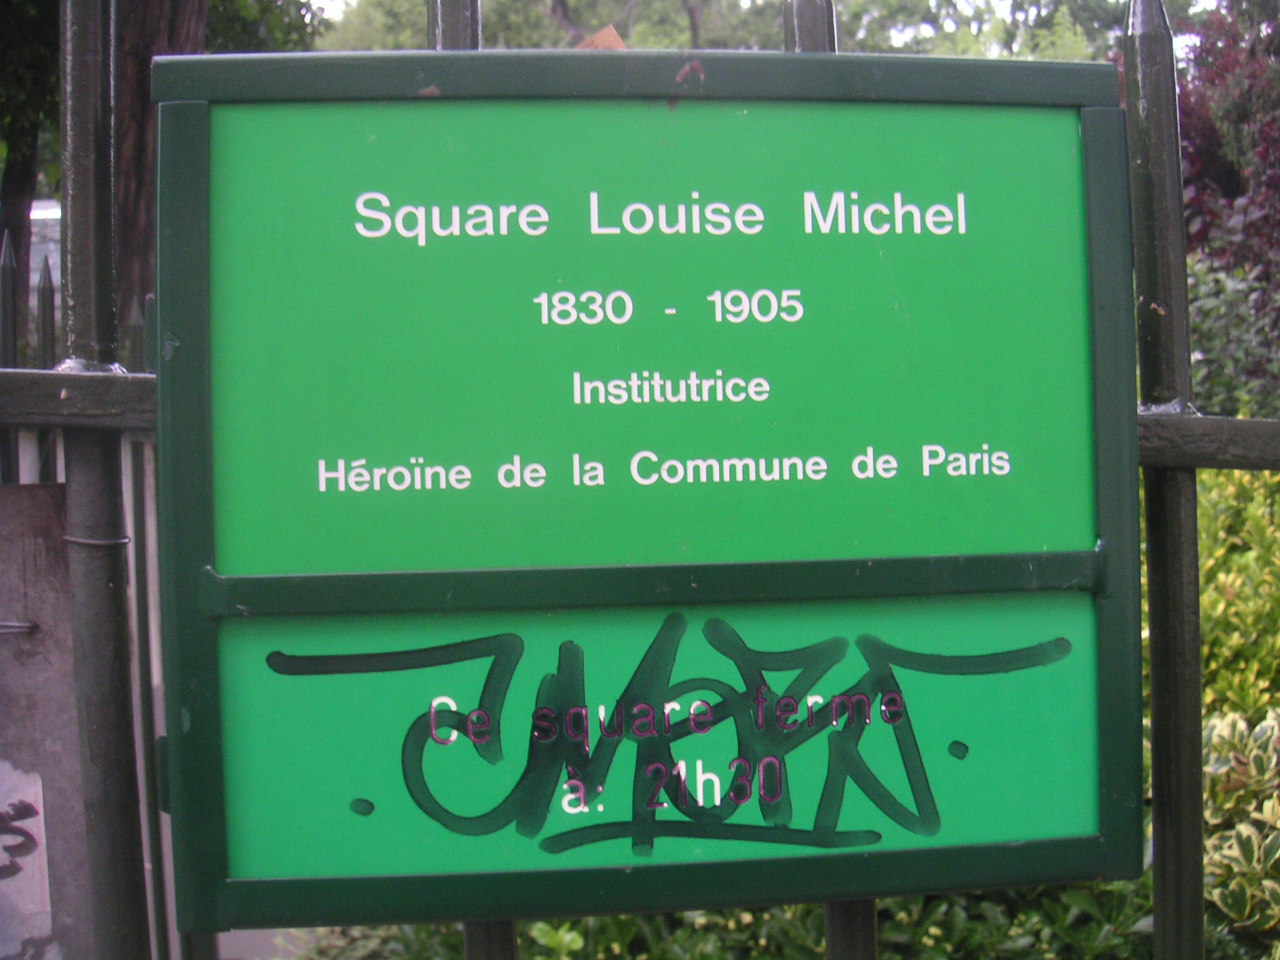 Square Louise Michel
1830 - 1905
Institutrice
Héroïne de la Commune de Paris
Ce square ferme
à: 21h30